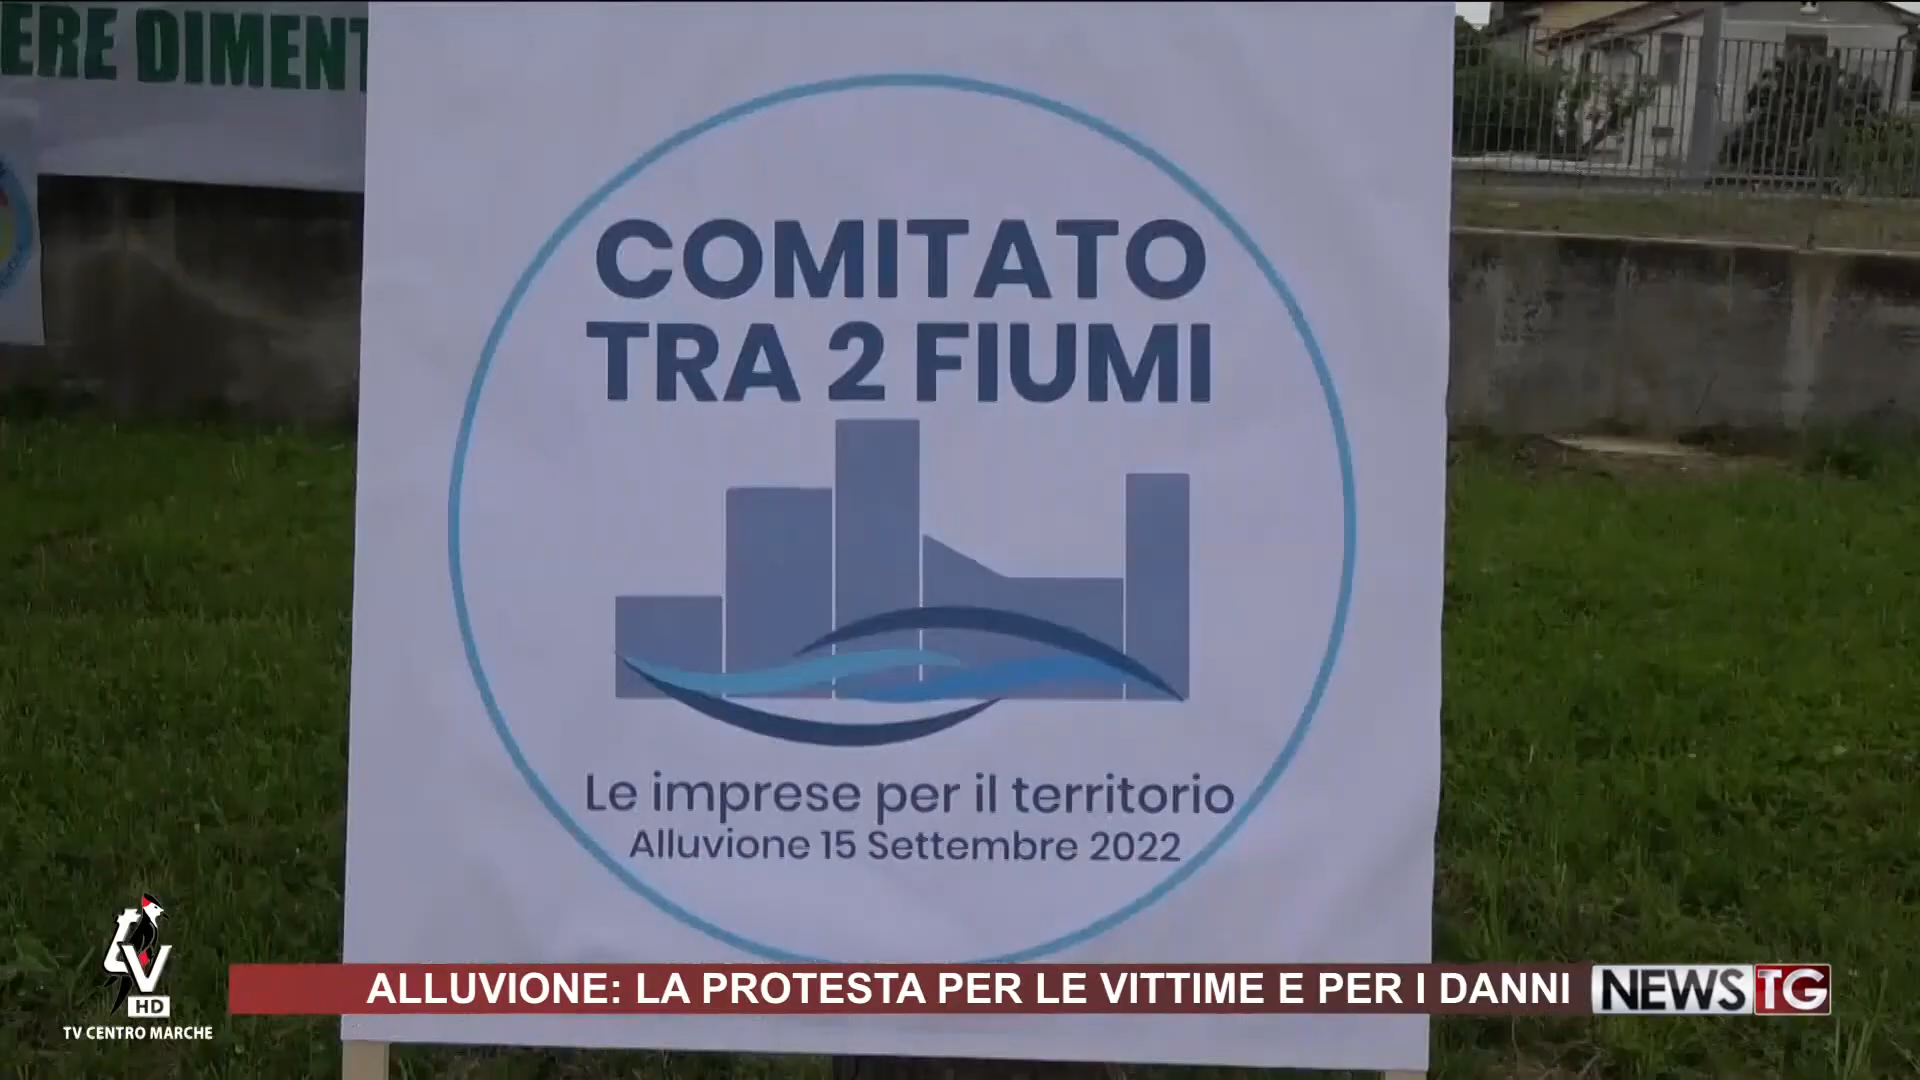 ERE DIMENT
COMITATO
TRA 2 FIUMI
Le imprese per il territorio
Alluvione 15 Settembre 2022
TV
HD
TV CENTRO MARCHE
ALLUVIONE: LA PROTESTA PER LE VITTIME E PER I DANNI
NEWS TG